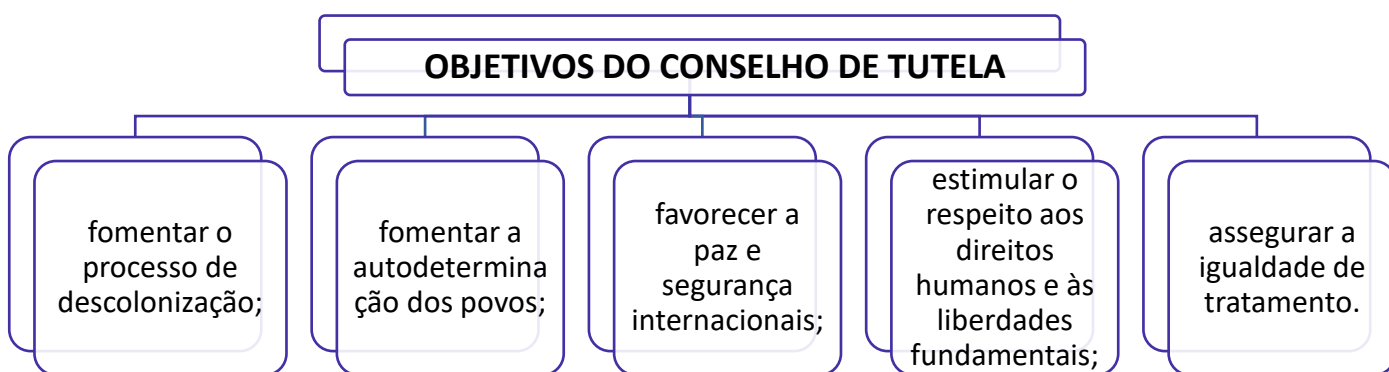 OBJETIVOS DO CONSELHO DE TUTELA
fomentar o
processo de
descolonização;
fomentar a
autodetermina
ção dos povos;
favorecer a
paz e
segurança
internacionais;
estimular o
respeito aos
direitos
humanos e às
liberdades
fundamentais;
assegurar a
igualdade de
tratamento.